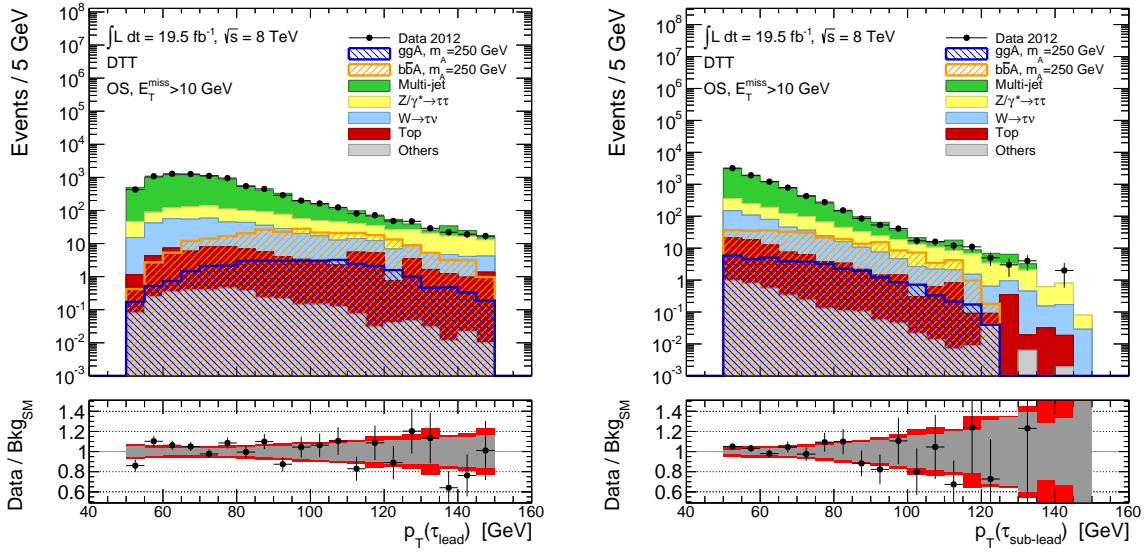 ∫L dt = 19.5 fb⁻¹, √s = 8 TeV
DTT
OS, E_T^miss>10 GeV
Data 2012
ggA, m_A=250 GeV
bb̄A, m_A=250 GeV
Multi-jet
Z/γ*→ττ
W→τν
Top
Others
Events / 5 GeV
10⁸
10⁷
10⁶
10⁵
10⁴
10³
10²
10
1
10⁻¹
10⁻²
10⁻³
Data / Bkg_SM
1.4
1.2
1
0.8
0.6
40 60 80 100 120 140 160
p_T(τ_lead) [GeV]
∫L dt = 19.5 fb⁻¹, √s = 8 TeV
DTT
OS, E_T^miss>10 GeV
Data 2012
ggA, m_A=250 GeV
bb̄A, m_A=250 GeV
Multi-jet
Z/γ*→ττ
W→τν
Top
Others
Events / 5 GeV
10⁸
10⁷
10⁶
10⁵
10⁴
10³
10²
10
1
10⁻¹
10⁻²
10⁻³
Data / Bkg_SM
1.4
1.2
1
0.8
0.6
40 60 80 100 120 140 160
p_T(τ_sub-lead) [GeV]